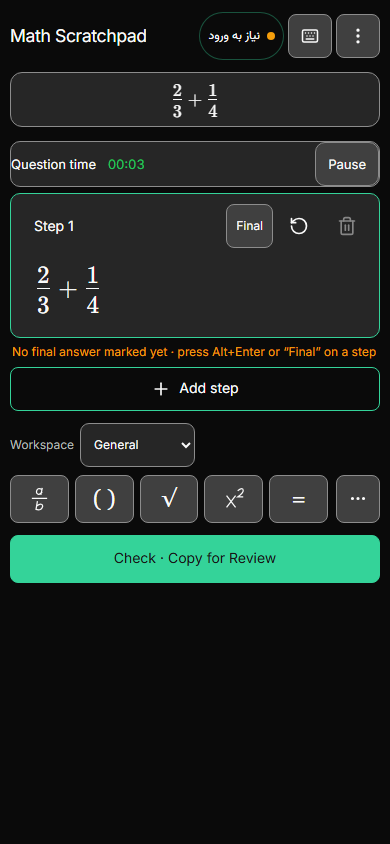 Math Scratchpad
نیاز به ورود
2/3 + 1/4
Question time 00:03
Pause
Step 1
Final
2/3 + 1/4
No final answer marked yet · press Alt+Enter or “Final” on a step
+ Add step
Workspace
General
a/b
( )
√
x²
=
···
Check · Copy for Review